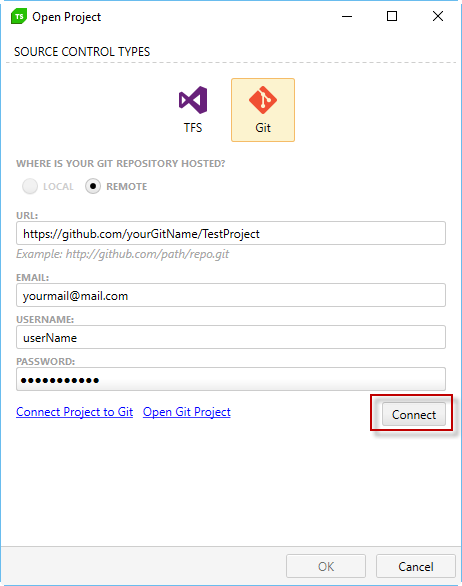 TS Open Project
SOURCE CONTROL TYPES
TFS Git
WHERE IS YOUR GIT REPOSITORY HOSTED?
LOCAL REMOTE
URL:
https://github.com/yourGitName/TestProject
Example: http://github.com/path/repo.git
EMAIL:
yourmail@mail.com
USERNAME:
userName
PASSWORD:
●●●●●●●●●●●
Connect Project to Git Open Git Project Connect
OK Cancel